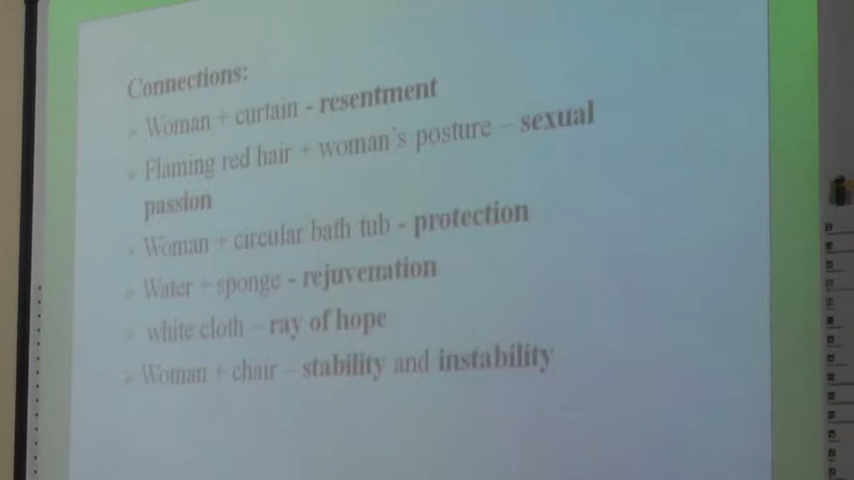 Connections:
Woman + curtain - resentment
Flaming red hair + woman's posture – sexual
passion
Woman + circular bath tub - protection
Water + sponge - rejuvenation
white cloth – ray of hope
Woman + chair – stability and instability